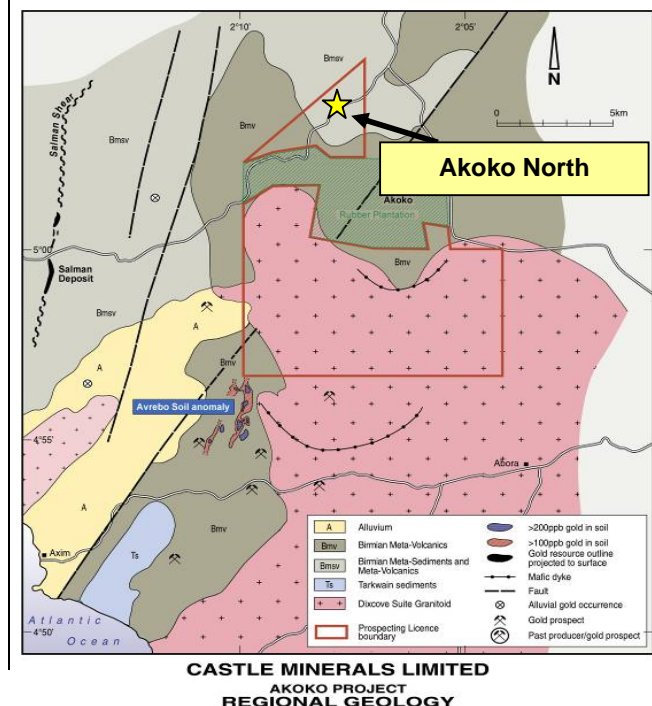 2°10'
2°05'
Bmsv
N
Salman Shear
Bmv
0
5km
Bmsv
Akoko North
Akoko
Rubber Plantation
5°00'
Salman
Deposit
Bmv
Bmsv
A
A
Bmv
Avrebo Soil anomaly
4°55'
Abora
A
Ts
Bmv
Axim
Atlantic
Ocean
4°50'
A Alluvium
Bmv Birmian Meta-Volcanics
Bmsv Birmian Meta-Sediments and
Meta-Volcanics
Ts Tarkwain sediments
Dixcove Suite Granitoid
Prospecting Licence
boundary
>200ppb gold in soil
>100ppb gold in soil
Gold resource outline
projected to surface
Mafic dyke
Fault
Alluvial gold occurrence
Gold prospect
Past producer/gold prospect
CASTLE MINERALS LIMITED
AKOKO PROJECT
REGIONAL GEOLOGY